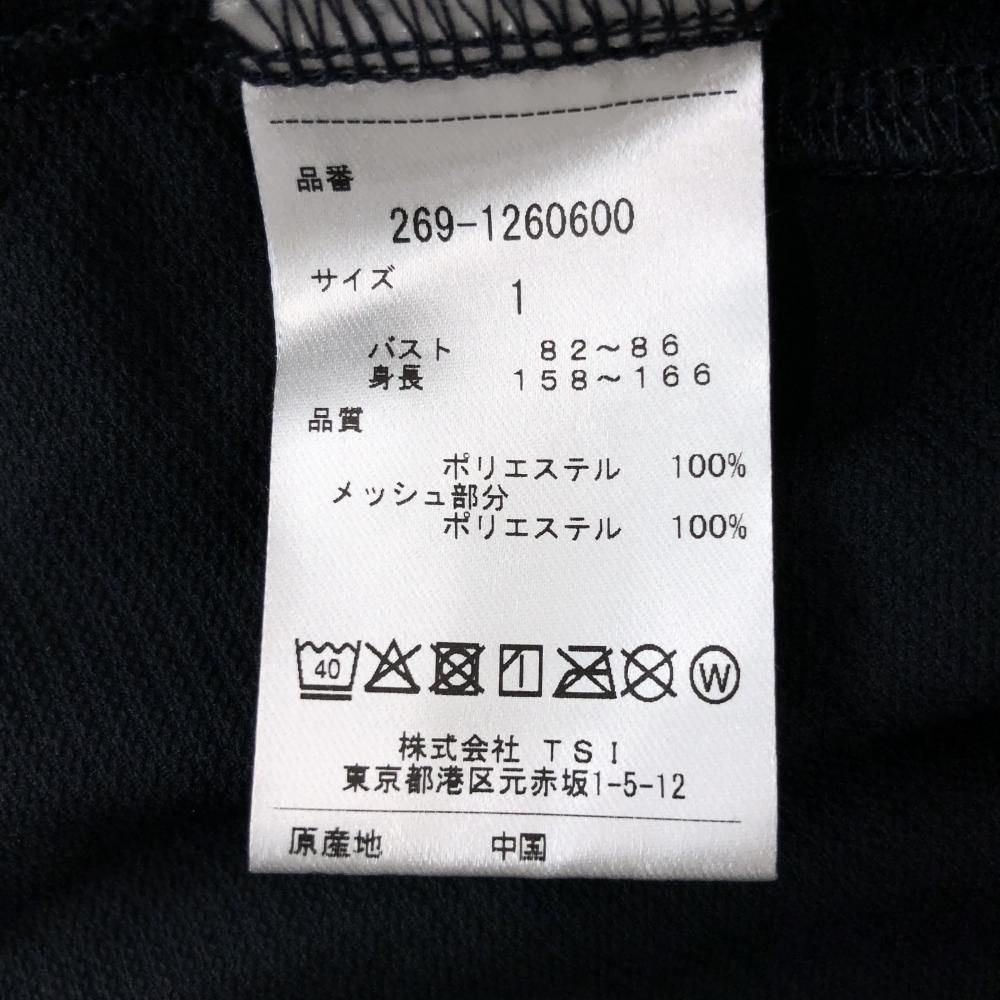 品番
269-1260600
サイズ
1
バスト 82～86
身長 158～166
品質
ポリエステル 100%
メッシュ部分
ポリエステル 100%
40 W
株式会社 TSI
東京都港区元赤坂1-5-12
原産地 中国